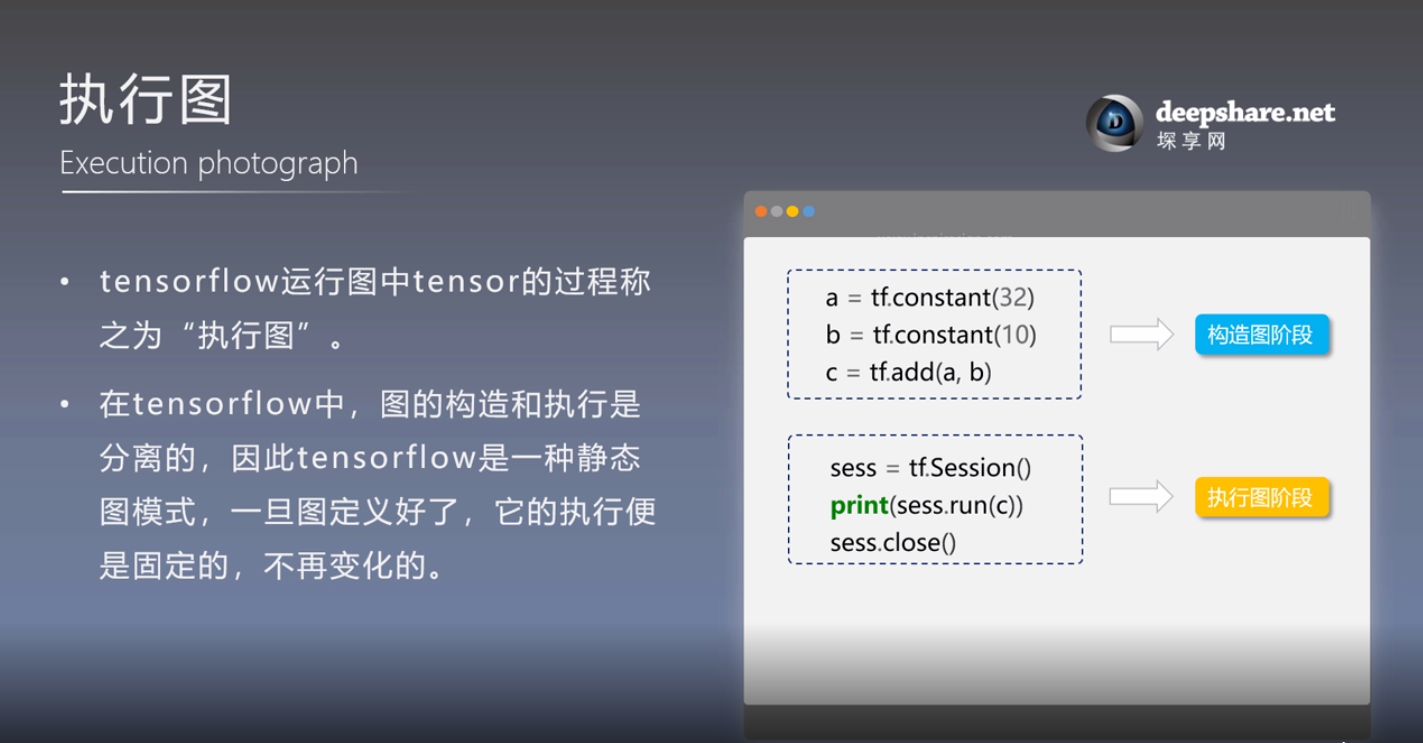 执行图
Execution photograph
deepshare.net
探享网
• tensorflow运行图中tensor的过程称
之为“执行图”。
• 在tensorflow中，图的构造和执行是
分离的，因此tensorflow是一种静态
图模式，一旦图定义好了，它的执行便
是固定的，不再变化的。
a = tf.constant(32)
b = tf.constant(10)
c = tf.add(a, b)
构造图阶段
sess = tf.Session()
print(sess.run(c))
sess.close()
执行图阶段